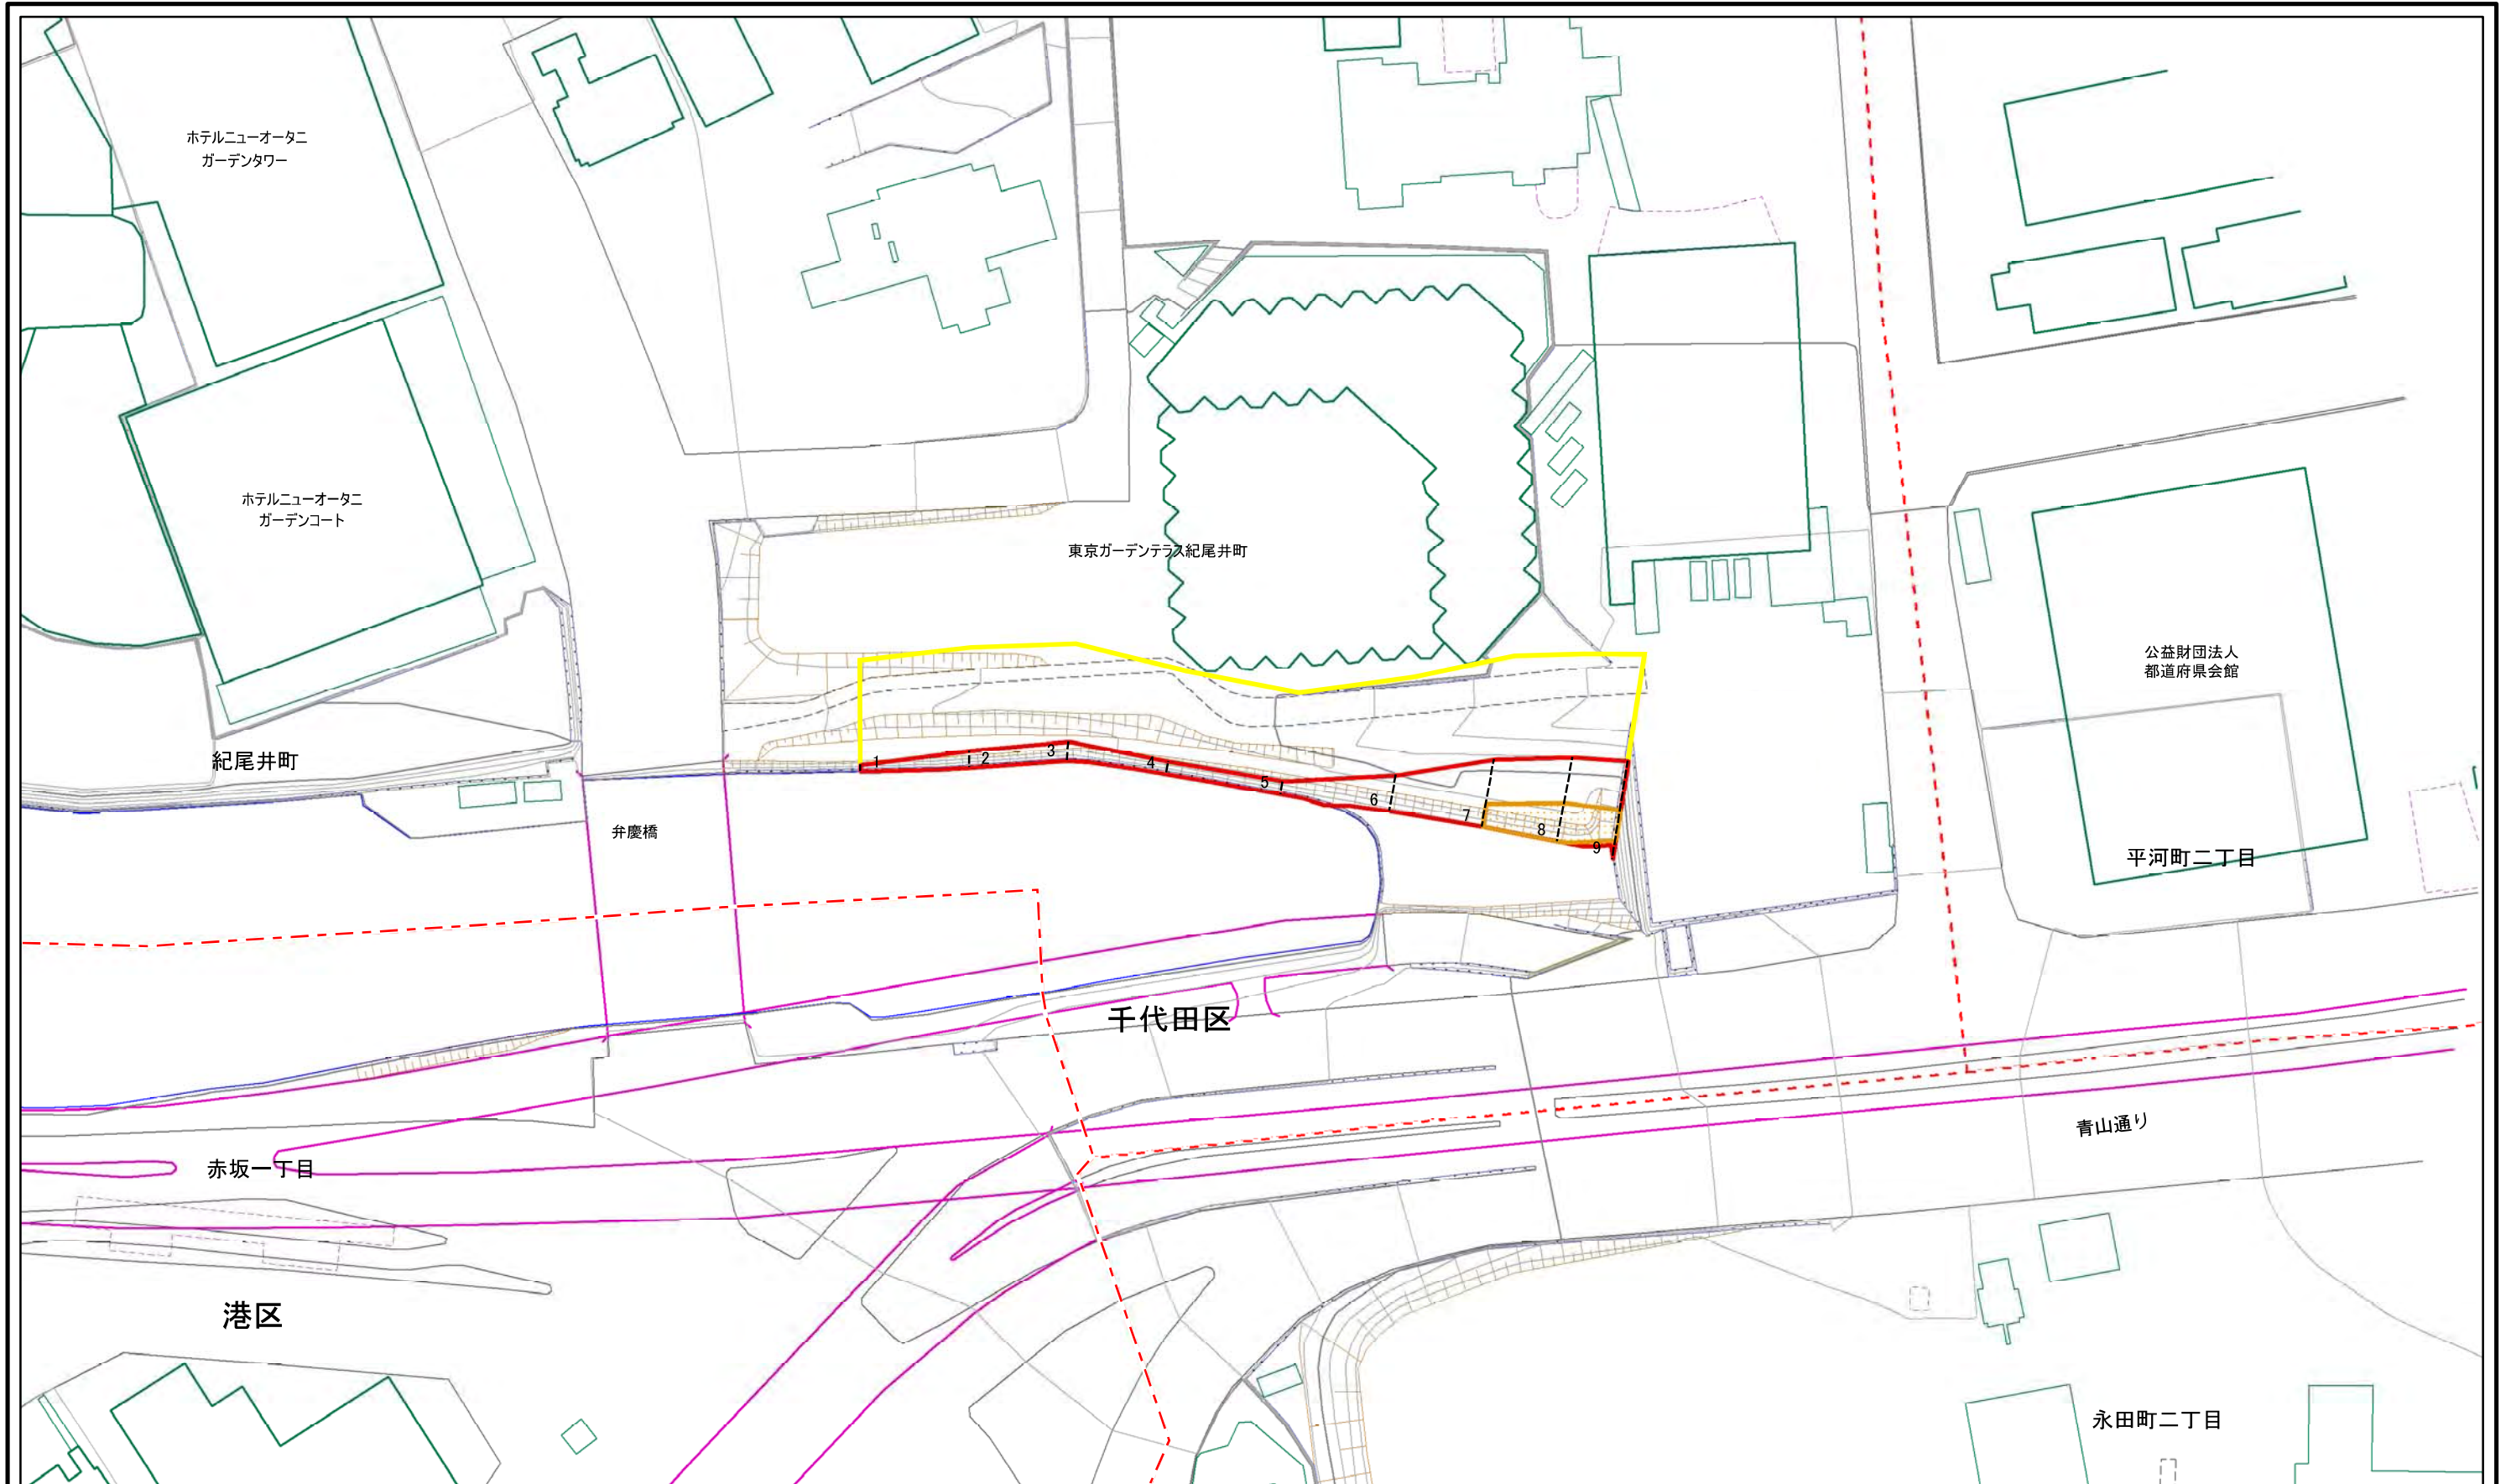 ホテルニューオータニ
ガーデンタワー
ホテルニューオータニ
ガーデンコート
東京ガーデンテラス紀尾井町
公益財団法人
都道府県会館
紀尾井町
1
2
3
4
5
6
7
8
9
弁慶橋
平河町二丁目
千代田区
青山通り
赤坂一丁目
港区
永田町二丁目